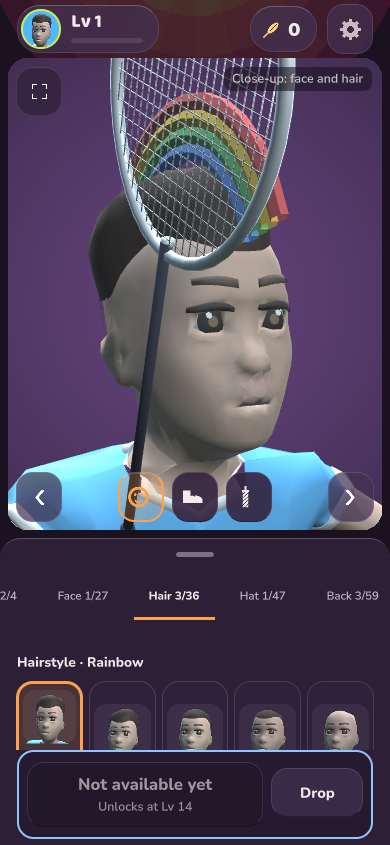 Lv 1
0
Close-up: face and hair
2/4
Face 1/27
Hair 3/36
Hat 1/47
Back 3/59
Hairstyle · Rainbow
Not available yet
Unlocks at Lv 14
Drop